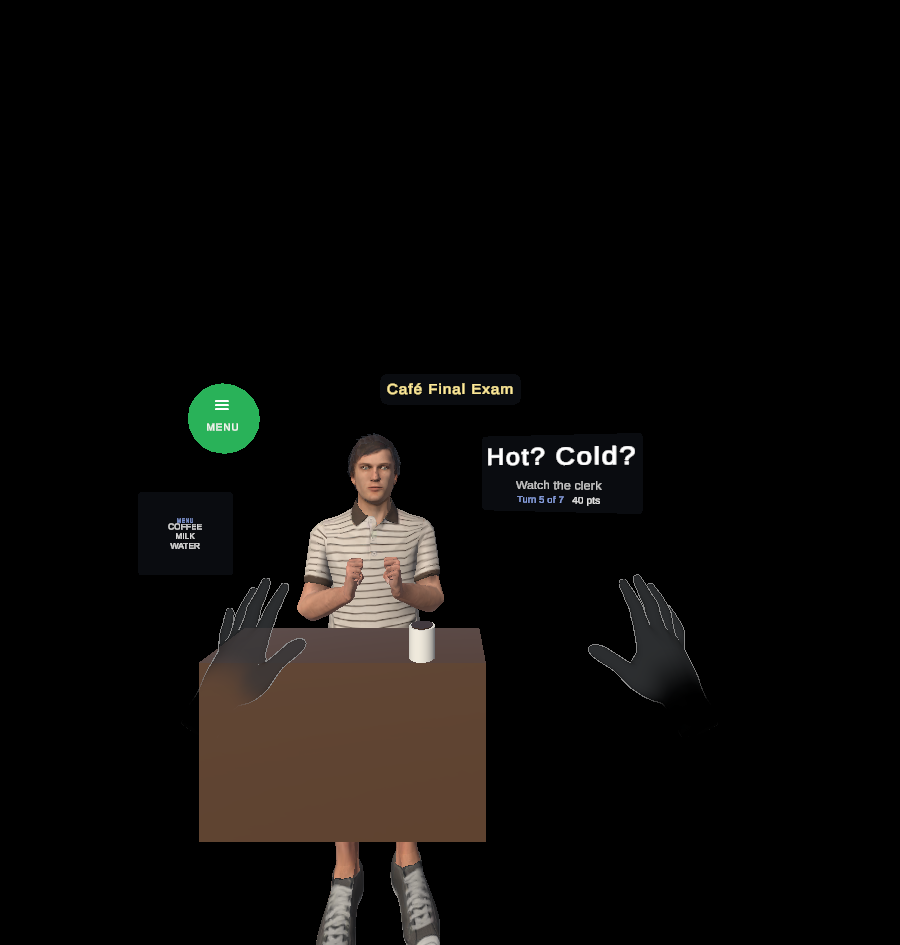 Café Final Exam
MENU
Hot? Cold?
Watch the clerk
Turn 5 of 7 40 pts
MENU
COFFEE
MILK
WATER